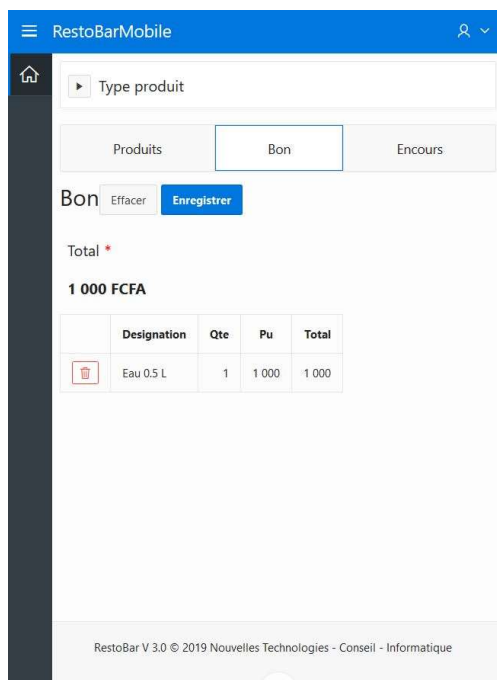 RestoBarMobile
Type produit
Produits Bon Encours
Bon Effacer Enregistrer
Total *
1 000 FCFA
Designation Qte Pu Total
Eau 0.5 L 1 1 000 1 000
RestoBar V 3.0 © 2019 Nouvelles Technologies - Conseil - Informatique